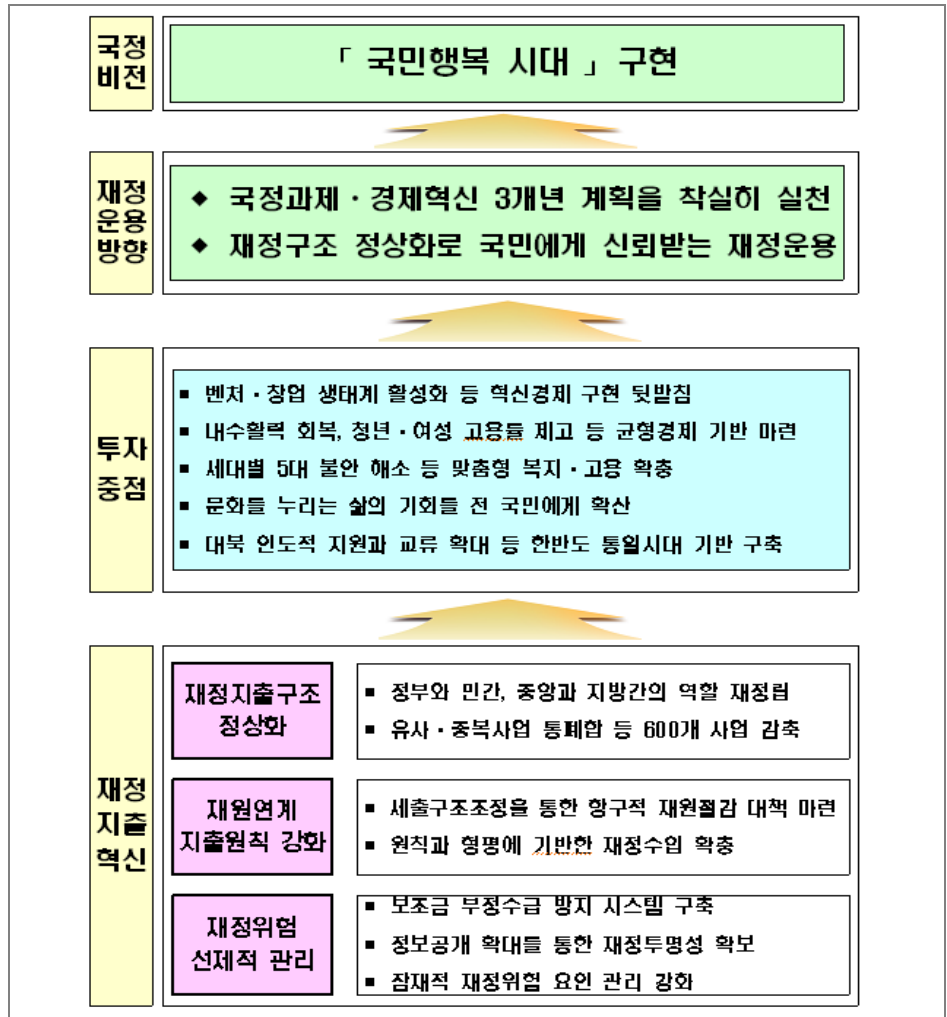 국정
비전
「 국민행복 시대 」 구현
재정
운용
방향
◆ 국정과제 · 경제혁신 3개년 계획을 착실히 실천
◆ 재정구조 정상화로 국민에게 신뢰받는 재정운용
투자
중점
▪ 벤처 · 창업 생태계 활성화 등 혁신경제 구현 뒷받침
▪ 내수활력 회복, 청년 · 여성 고용률 제고 등 균형경제 기반 마련
▪ 세대별 5대 불안 해소 등 맞춤형 복지 · 고용 확충
▪ 문화를 누리는 삶의 기회를 전 국민에게 확산
▪ 대북 인도적 지원과 교류 확대 등 한반도 통일시대 기반 구축
재정
지출
혁신
재정지출구조
정상화
▪ 정부와 민간, 중앙과 지방간의 역할 재정립
▪ 유사 · 중복사업 통폐합 등 600개 사업 감축
재원연계
지출원칙 강화
▪ 세출구조조정을 통한 항구적 재원절감 대책 마련
▪ 원칙과 형평에 기반한 재정수입 확충
재정위험
선제적 관리
▪ 보조금 부정수급 방지 시스템 구축
▪ 정보공개 확대를 통한 재정투명성 확보
▪ 잠재적 재정위험 요인 관리 강화